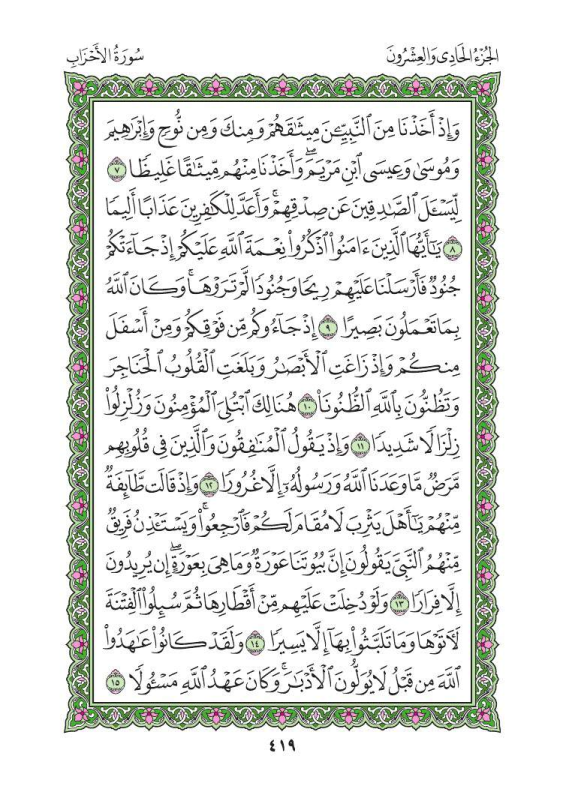 الجُزْءُ الحَادِي وَالعِشْرُونَ
سُورَةُ الأَحْزَابِ
وَإِذْ أَخَذْنَا مِنَ ٱلنَّبِيِّـۧنَ مِيثَٰقَهُمْ وَمِنكَ وَمِن نُّوحٍ وَإِبْرَٰهِيمَ
وَمُوسَىٰ وَعِيسَى ٱبْنِ مَرْيَمَۖ وَأَخَذْنَا مِنْهُم مِّيثَٰقًا غَلِيظًا ٧
لِّيَسْـَٔلَ ٱلصَّٰدِقِينَ عَن صِدْقِهِمْۚ وَأَعَدَّ لِلْكَٰفِرِينَ عَذَابًا أَلِيمًا
٨ يَٰٓأَيُّهَا ٱلَّذِينَ ءَامَنُوا۟ ٱذْكُرُوا۟ نِعْمَةَ ٱللَّهِ عَلَيْكُمْ إِذْ جَآءَتْكُمْ
جُنُودٌ فَأَرْسَلْنَا عَلَيْهِمْ رِيحًا وَجُنُودًا لَّمْ تَرَوْهَاۚ وَكَانَ ٱللَّهُ
بِمَا تَعْمَلُونَ بَصِيرًا ٩ إِذْ جَآءُوكُم مِّن فَوْقِكُمْ وَمِنْ أَسْفَلَ
مِنكُمْ وَإِذْ زَاغَتِ ٱلْأَبْصَٰرُ وَبَلَغَتِ ٱلْقُلُوبُ ٱلْحَنَاجِرَ
وَتَظُنُّونَ بِٱللَّهِ ٱلظُّنُونَا۠ ١٠ هُنَالِكَ ٱبْتُلِيَ ٱلْمُؤْمِنُونَ وَزُلْزِلُوا۟
زِلْزَالًا شَدِيدًا ١١ وَإِذْ يَقُولُ ٱلْمُنَٰفِقُونَ وَٱلَّذِينَ فِي قُلُوبِهِم
مَّرَضٌ مَّا وَعَدَنَا ٱللَّهُ وَرَسُولُهُۥٓ إِلَّا غُرُورًا ١٢ وَإِذْ قَالَت طَّآئِفَةٌ
مِّنْهُمْ يَٰٓأَهْلَ يَثْرِبَ لَا مُقَامَ لَكُمْ فَٱرْجِعُوا۟ۚ وَيَسْتَـْٔذِنُ فَرِيقٌ
مِّنْهُمُ ٱلنَّبِيَّ يَقُولُونَ إِنَّ بُيُوتَنَا عَوْرَةٌ وَمَا هِيَ بِعَوْرَةٍۖ إِن يُرِيدُونَ
إِلَّا فِرَارًا ١٣ وَلَوْ دُخِلَتْ عَلَيْهِم مِّنْ أَقْطَارِهَا ثُمَّ سُئِلُوا۟ ٱلْفِتْنَةَ
لَـَٔاتَوْهَا وَمَا تَلَبَّثُوا۟ بِهَآ إِلَّا يَسِيرًا ١٤ وَلَقَدْ كَانُوا۟ عَٰهَدُوا۟
ٱللَّهَ مِن قَبْلُ لَا يُوَلُّونَ ٱلْأَدْبَٰرَۚ وَكَانَ عَهْدُ ٱللَّهِ مَسْـُٔولًا ١٥
٤١٩